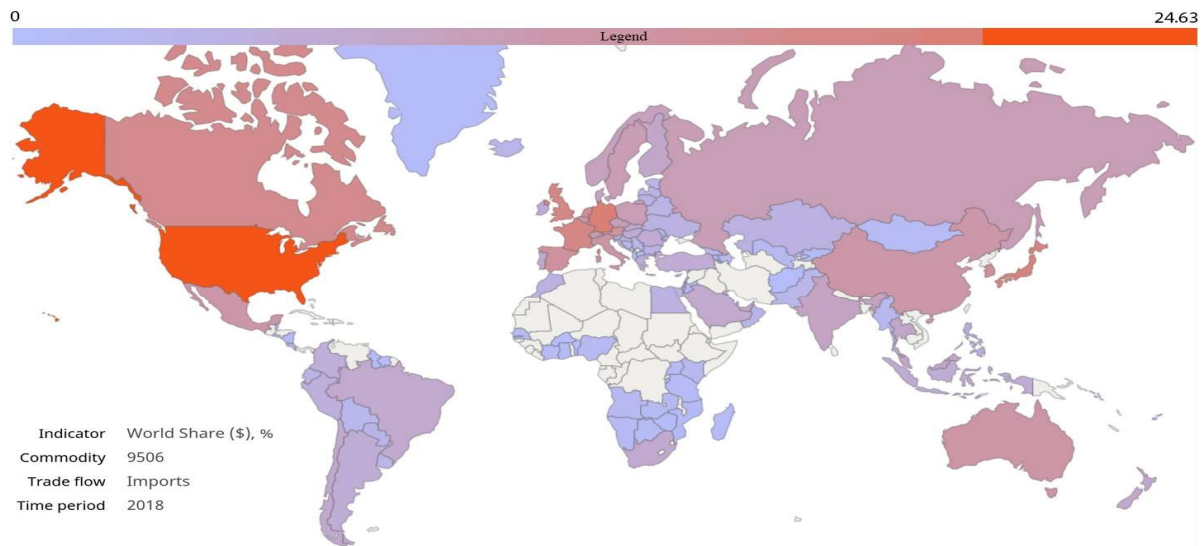 0
24.63
Legend
Indicator World Share ($), %
Commodity 9506
Trade flow Imports
Time period 2018